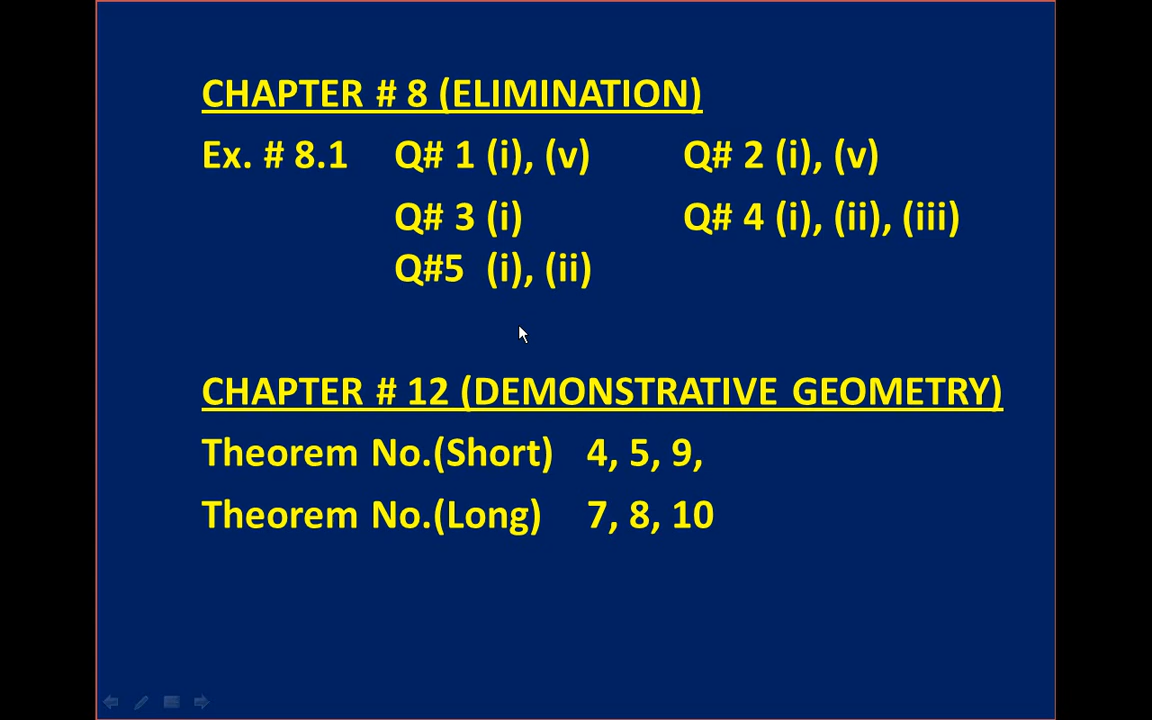 CHAPTER # 8 (ELIMINATION)
Ex. # 8.1 Q# 1 (i), (v) Q# 2 (i), (v)
Q# 3 (i) Q# 4 (i), (ii), (iii)
Q#5 (i), (ii)
CHAPTER # 12 (DEMONSTRATIVE GEOMETRY)
Theorem No.(Short) 4, 5, 9,
Theorem No.(Long) 7, 8, 10